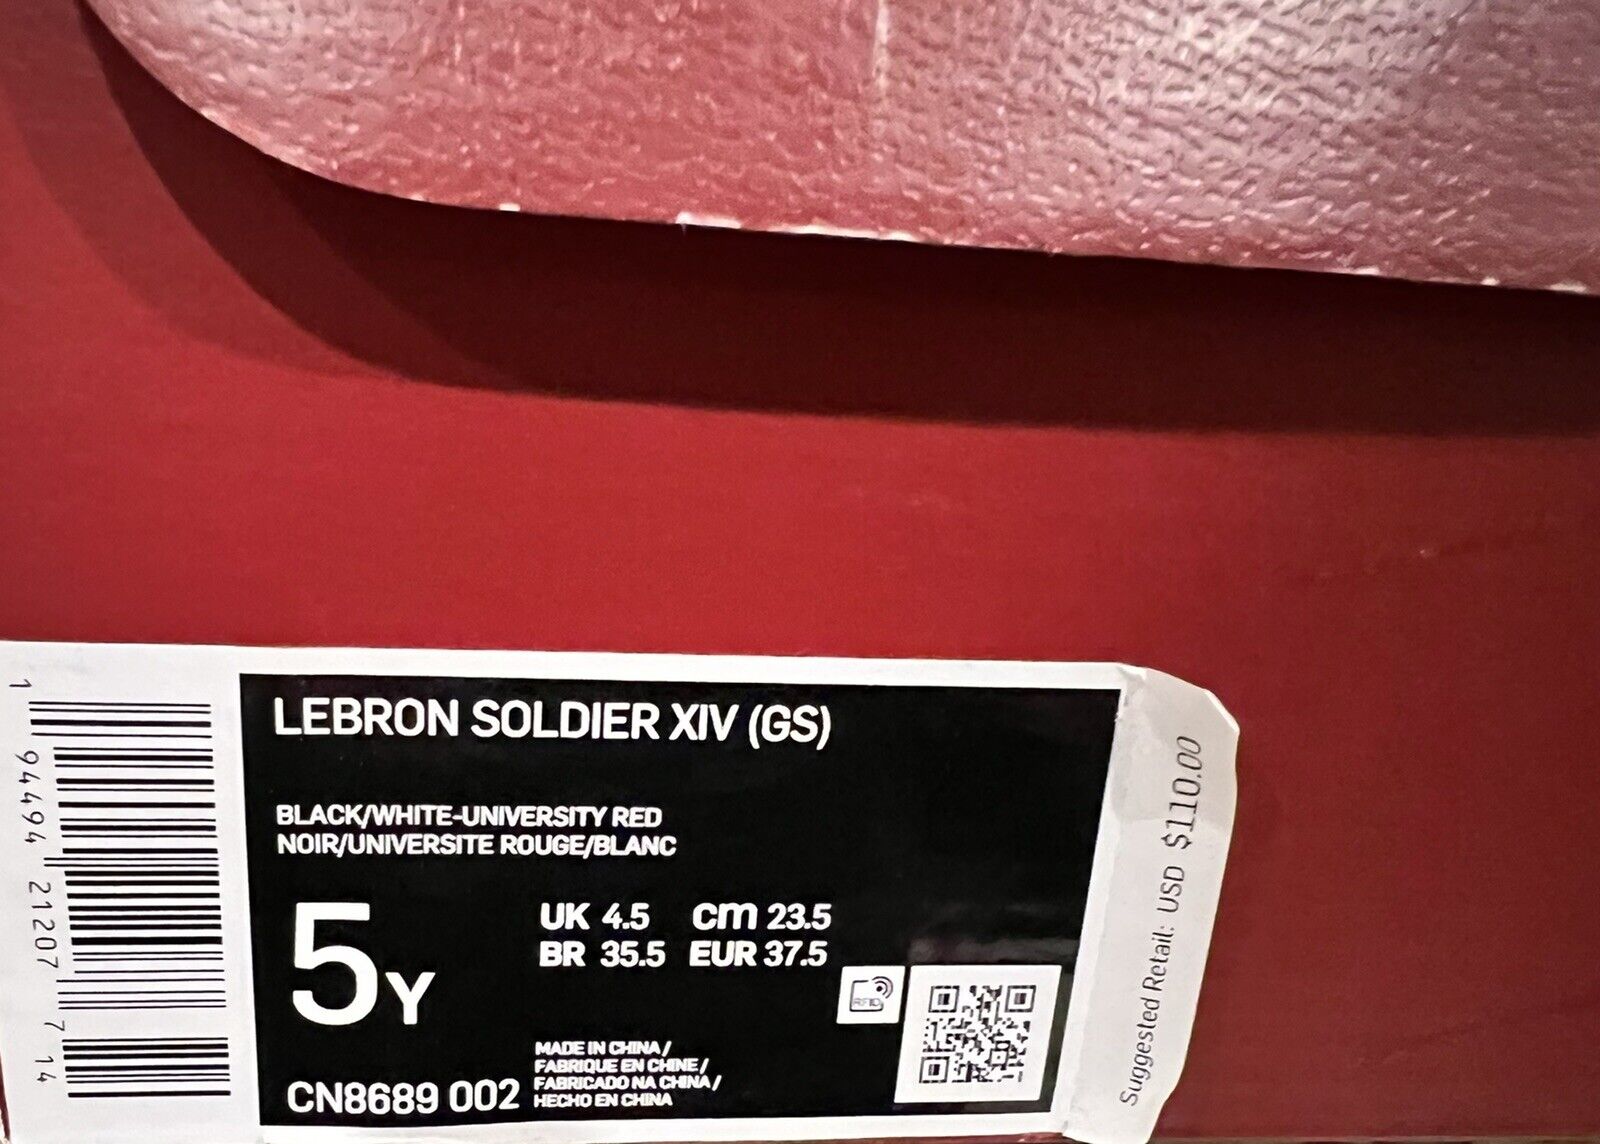 LEBRON SOLDIER XIV (GS)
BLACK/WHITE-UNIVERSITY RED
NOIR/UNIVERSITE ROUGE/BLANC
5Y
UK 4.5 cm 23.5
BR 35.5 EUR 37.5
RFID
MADE IN CHINA /
FABRIQUE EN CHINE /
FABRICADO NA CHINA /
HECHO EN CHINA
CN8689 002
1 94494 21207 7 14
Suggested Retail: USD $110.00